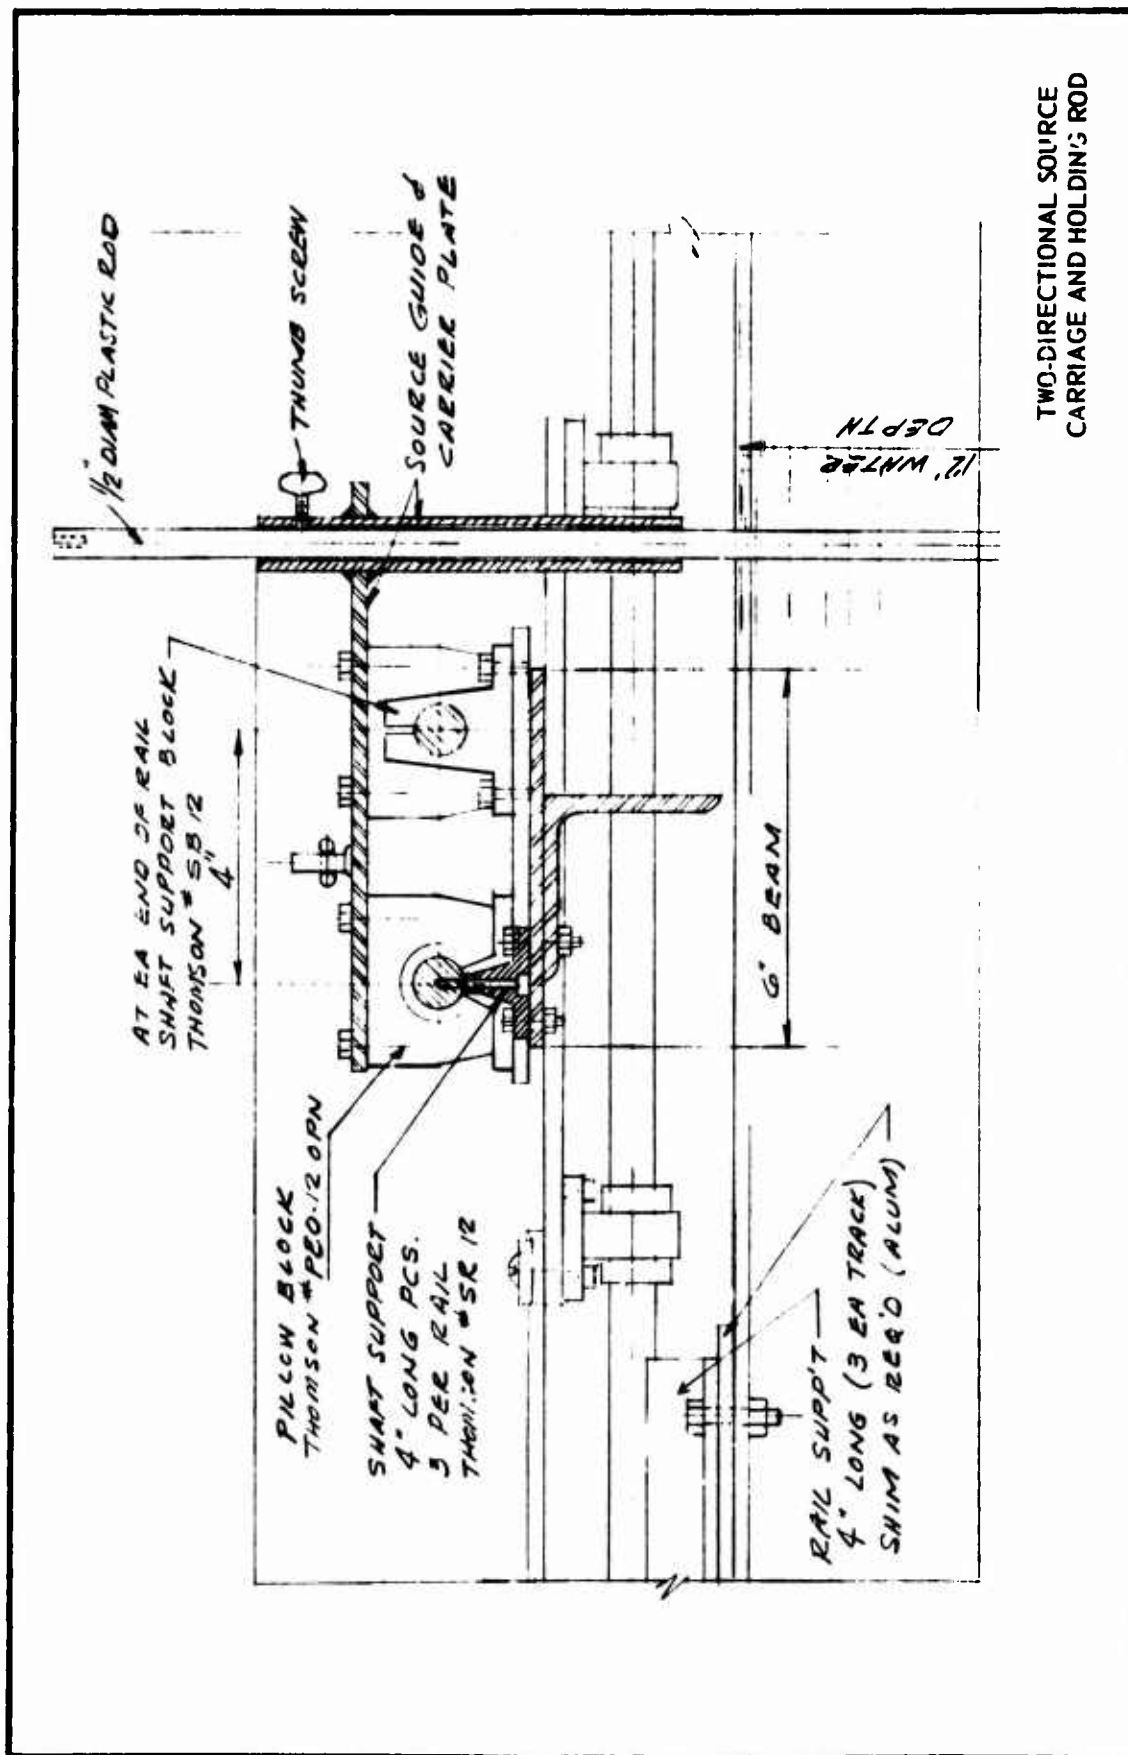 1/2" DIAM PLASTIC ROD
THUMB SCREW
SOURCE GUIDE &
CARRIER PLATE
AT EA END OF RAIL
SHAFT SUPPORT BLOCK
THOMSON # SB 12
4"
PILLOW BLOCK
THOMSON # PBO-12 OPN
SHAFT SUPPORT
4" LONG PCS.
3 PER RAIL
THOMSON # SR 12
6" BEAM
12" WATER
DEPTH
RAIL SUPP'T
4" LONG (3 EA TRACK)
SHIM AS REQ'D (ALUM)
TWO-DIRECTIONAL SOURCE
CARRIAGE AND HOLDING ROD